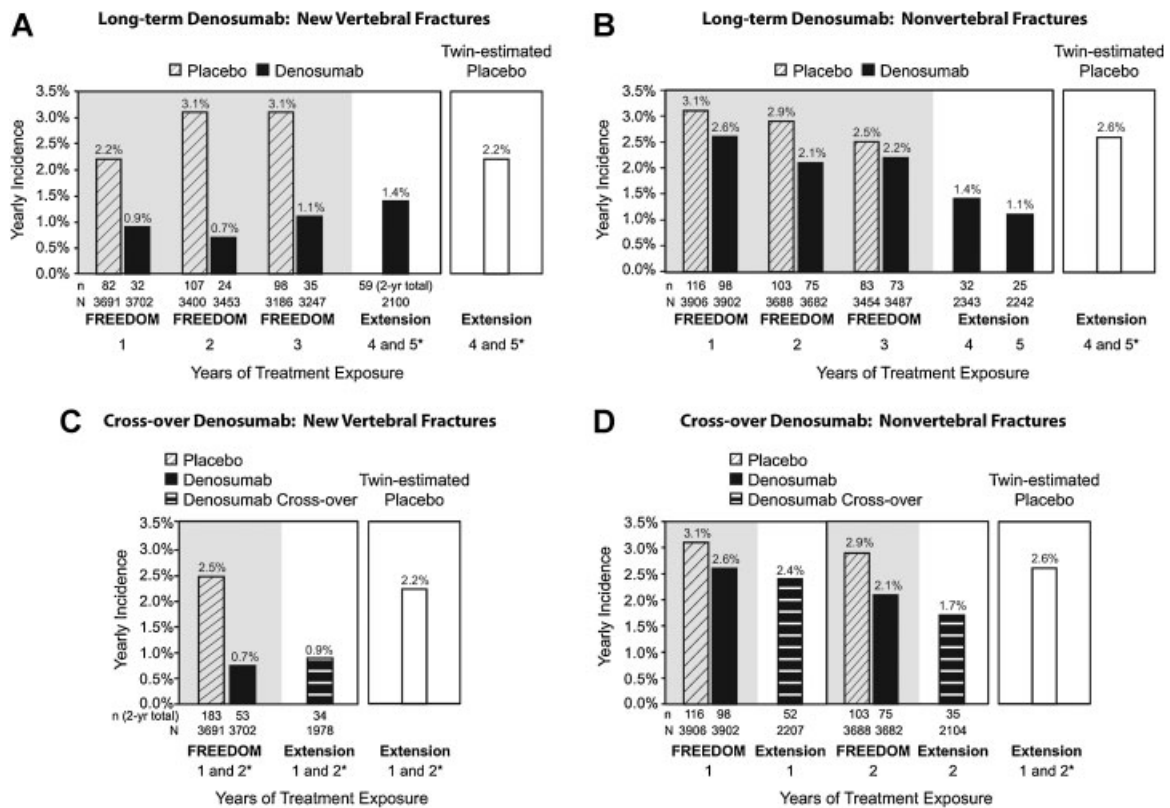 A Long-term Denosumab: New Vertebral Fractures
Placebo Denosumab
Twin-estimated
Placebo
Yearly Incidence
3.5%
3.0%
2.5%
2.0%
1.5%
1.0%
0.5%
0.0%
2.2% 0.9% 3.1% 0.7% 3.1% 1.1% 1.4% 2.2%
n 82 32 107 24 98 35 59 (2-yr total)
N 3691 3702 3400 3453 3186 3247 2100
FREEDOM FREEDOM FREEDOM Extension Extension
1 2 3 4 and 5* 4 and 5*
Years of Treatment Exposure
B Long-term Denosumab: Nonvertebral Fractures
Placebo Denosumab
Twin-estimated
Placebo
Yearly Incidence
3.5%
3.0%
2.5%
2.0%
1.5%
1.0%
0.5%
0.0%
3.1% 2.6% 2.9% 2.1% 2.5% 2.2% 1.4% 1.1% 2.6%
n 116 98 103 75 83 73 32 25
N 3906 3902 3688 3682 3454 3487 2343 2242
FREEDOM FREEDOM FREEDOM Extension Extension
1 2 3 4 5 4 and 5*
Years of Treatment Exposure
C Cross-over Denosumab: New Vertebral Fractures
Placebo
Denosumab
Denosumab Cross-over
Twin-estimated
Placebo
Yearly Incidence
3.5%
3.0%
2.5%
2.0%
1.5%
1.0%
0.5%
0.0%
2.5% 0.7% 0.9% 2.2%
n (2-yr total) 183 53 34
N 3691 3702 1978
FREEDOM Extension Extension
1 and 2* 1 and 2* 1 and 2*
Years of Treatment Exposure
D Cross-over Denosumab: Nonvertebral Fractures
Placebo
Denosumab
Denosumab Cross-over
Twin-estimated
Placebo
Yearly Incidence
3.5%
3.0%
2.5%
2.0%
1.5%
1.0%
0.5%
0.0%
3.1% 2.6% 2.4% 2.9% 2.1% 1.7% 2.6%
n 116 98 52 103 75 35
N 3906 3902 2207 3688 3682 2104
FREEDOM Extension FREEDOM Extension Extension
1 1 2 2 1 and 2*
Years of Treatment Exposure